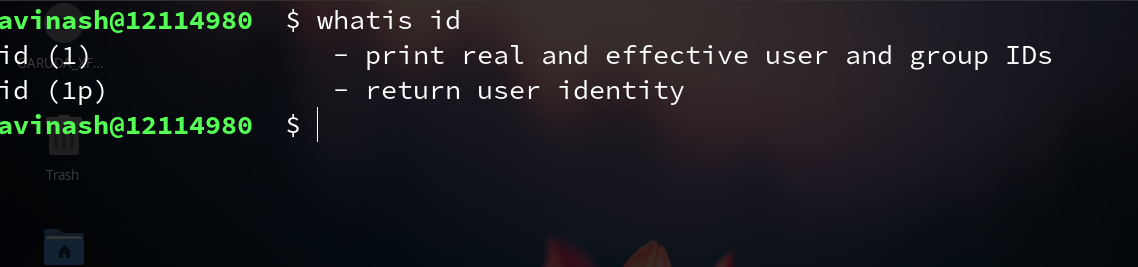 avinash@12114980 $ whatis id
id (1) - print real and effective user and group IDs
id (1p) - return user identity
avinash@12114980 $
Trash